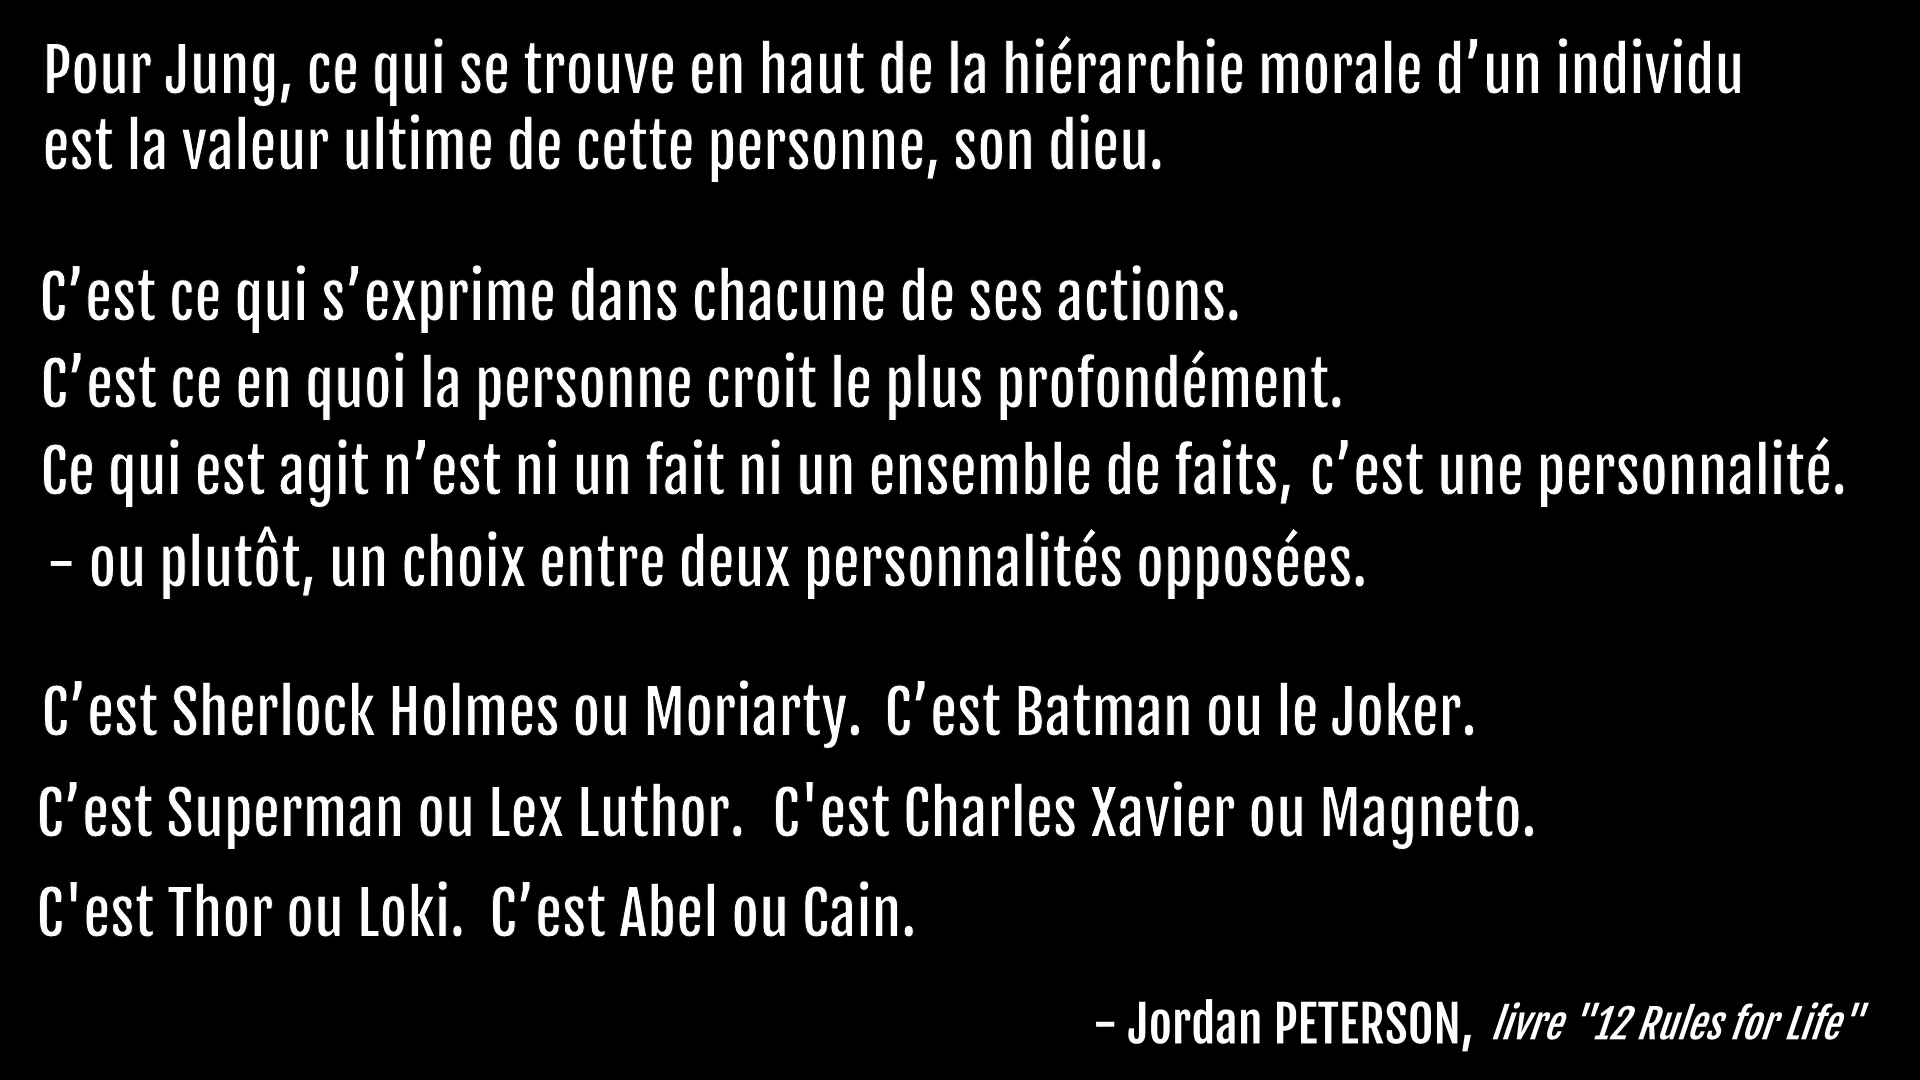 Pour Jung, ce qui se trouve en haut de la hiérarchie morale d’un individu
est la valeur ultime de cette personne, son dieu.
C’est ce qui s’exprime dans chacune de ses actions.
C’est ce en quoi la personne croit le plus profondément.
Ce qui est agit n’est ni un fait ni un ensemble de faits, c’est une personnalité.
– ou plutôt, un choix entre deux personnalités opposées.
C’est Sherlock Holmes ou Moriarty. C’est Batman ou le Joker.
C’est Superman ou Lex Luthor. C'est Charles Xavier ou Magneto.
C'est Thor ou Loki. C’est Abel ou Cain.
– Jordan PETERSON, livre "12 Rules for Life"